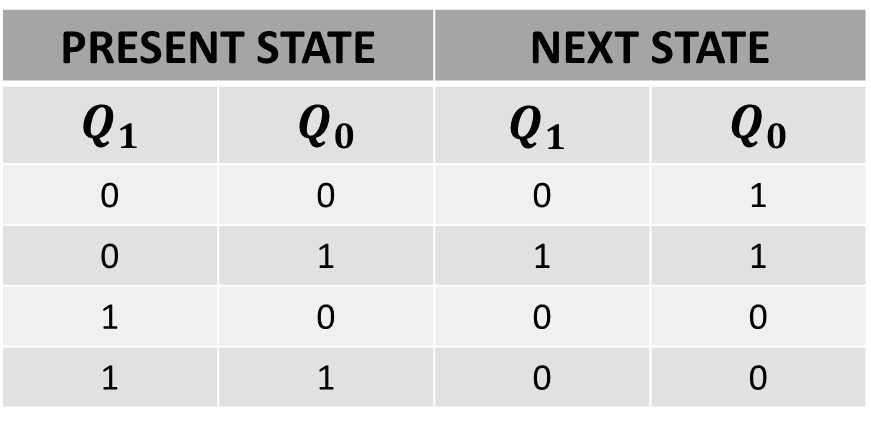 PRESENT STATE NEXT STATE
Q₁ Q₀ Q₁ Q₀
0 0 0 1
0 1 1 1
1 0 0 0
1 1 0 0